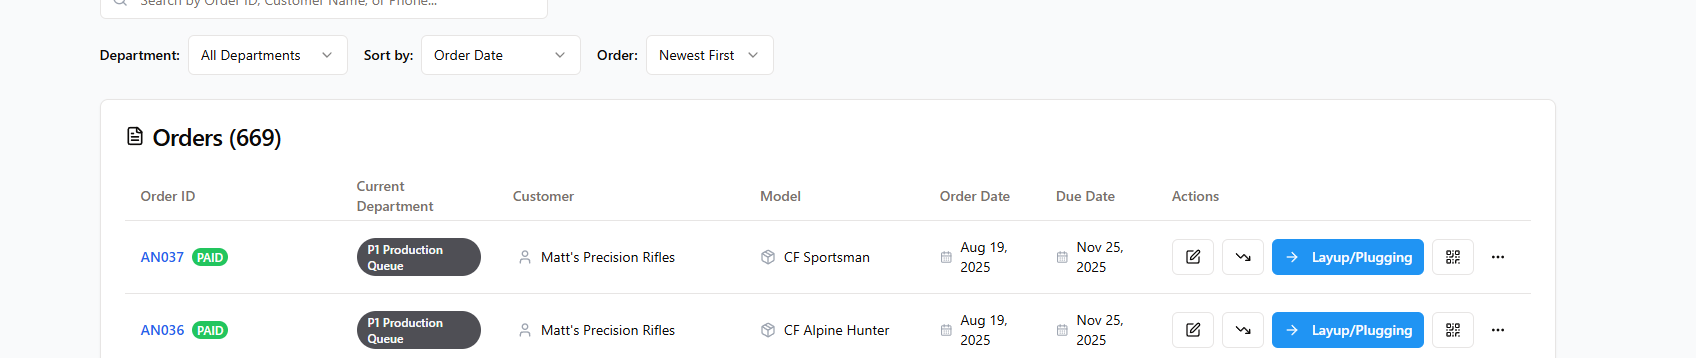 Search by Order ID, Customer Name, or Phone...
Department: All Departments Sort by: Order Date Order: Newest First
Orders (669)
Order ID Current Department Customer Model Order Date Due Date Actions
AN037 PAID P1 Production Queue Matt's Precision Rifles CF Sportsman Aug 19, 2025 Nov 25, 2025 Layup/Plugging
AN036 PAID P1 Production Queue Matt's Precision Rifles CF Alpine Hunter Aug 19, 2025 Nov 25, 2025 Layup/Plugging